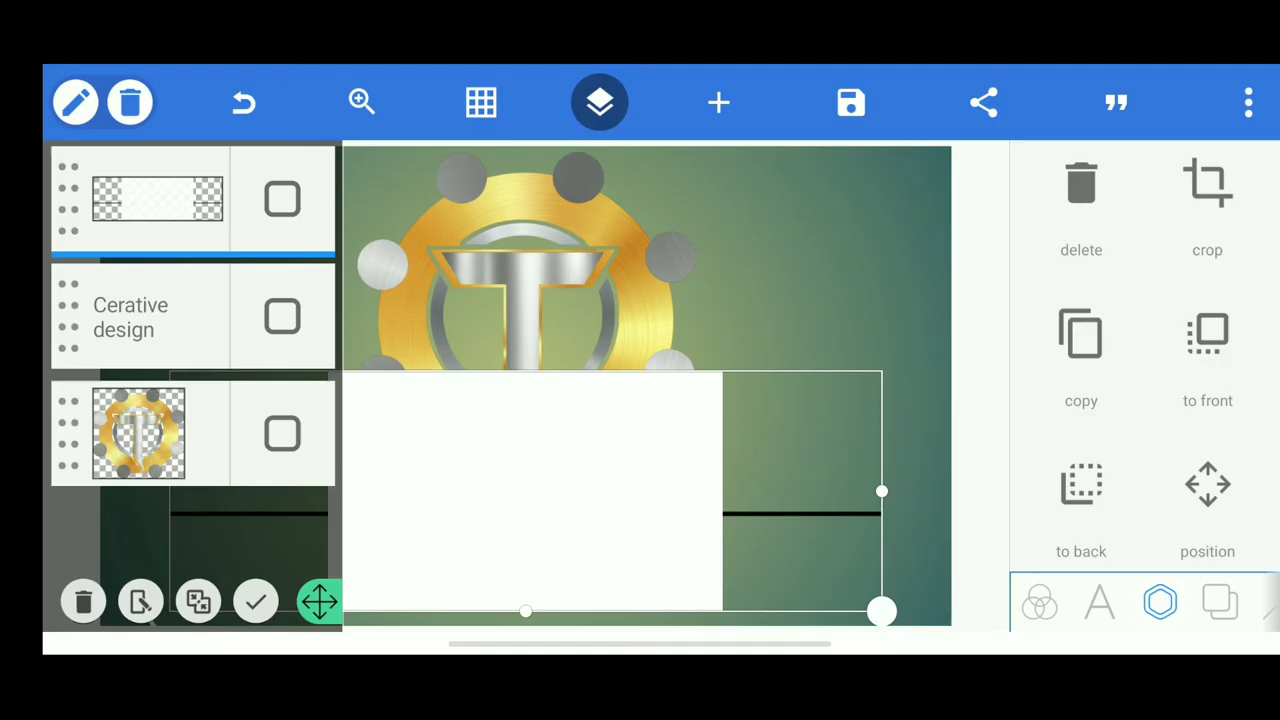 Cerative
design
T
delete
crop
copy
to front
to back
position